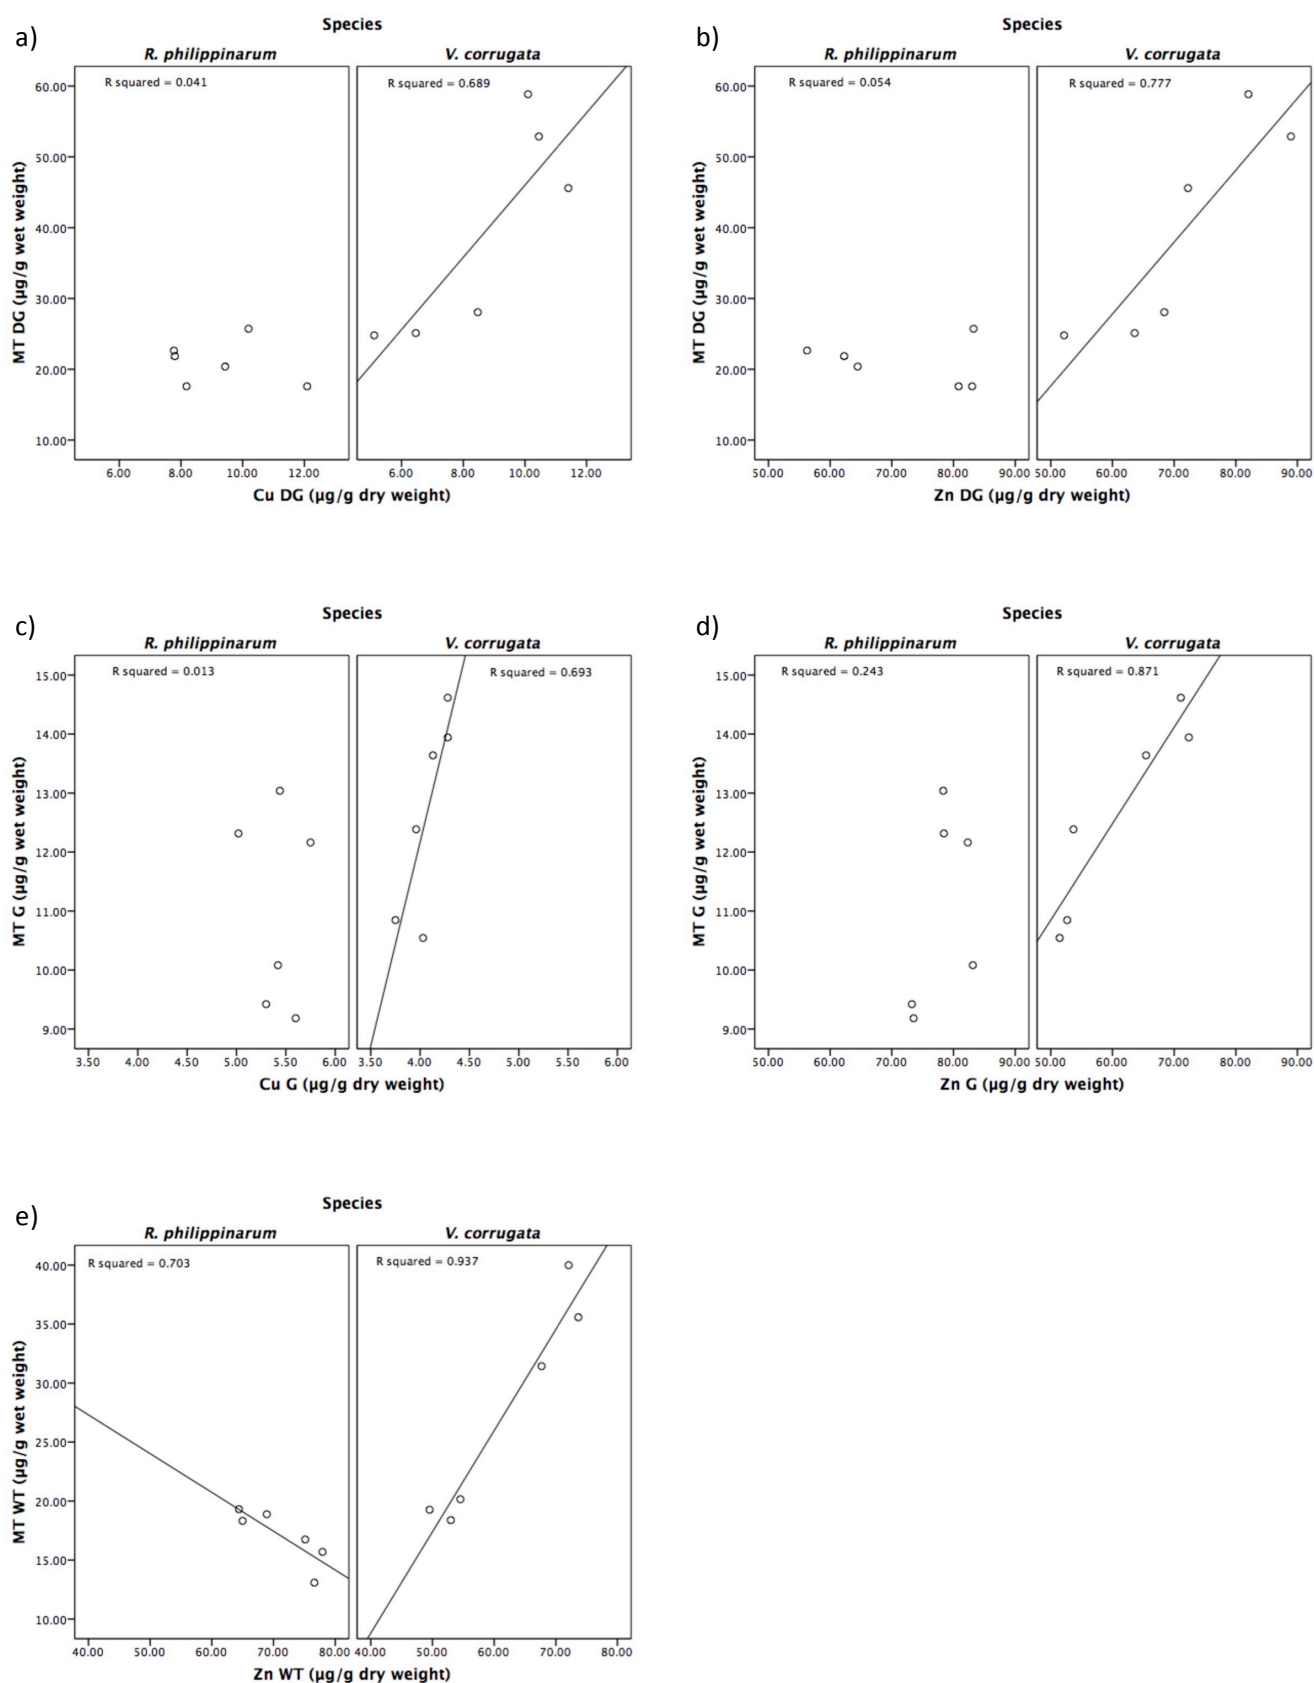 a)
Species
R. philippinarum V. corrugata
R squared = 0.041 R squared = 0.689
60.00
50.00
40.00
30.00
20.00
10.00
MT DG (µg/g wet weight)
6.00 8.00 10.00 12.00 6.00 8.00 10.00 12.00
Cu DG (µg/g dry weight)
b)
Species
R. philippinarum V. corrugata
R squared = 0.054 R squared = 0.777
60.00
50.00
40.00
30.00
20.00
10.00
MT DG (µg/g wet weight)
50.00 60.00 70.00 80.00 90.00 50.00 60.00 70.00 80.00 90.00
Zn DG (µg/g dry weight)
c)
Species
R. philippinarum V. corrugata
R squared = 0.013 R squared = 0.693
15.00
14.00
13.00
12.00
11.00
10.00
9.00
MT G (µg/g wet weight)
3.50 4.00 4.50 5.00 5.50 6.00 3.50 4.00 4.50 5.00 5.50 6.00
Cu G (µg/g dry weight)
d)
Species
R. philippinarum V. corrugata
R squared = 0.243 R squared = 0.871
15.00
14.00
13.00
12.00
11.00
10.00
9.00
MT G (µg/g wet weight)
50.00 60.00 70.00 80.00 90.00 50.00 60.00 70.00 80.00 90.00
Zn G (µg/g dry weight)
e)
Species
R. philippinarum V. corrugata
R squared = 0.703 R squared = 0.937
40.00
35.00
30.00
25.00
20.00
15.00
10.00
MT WT (µg/g wet weight)
40.00 50.00 60.00 70.00 80.00 40.00 50.00 60.00 70.00 80.00
Zn WT (µg/g dry weight)